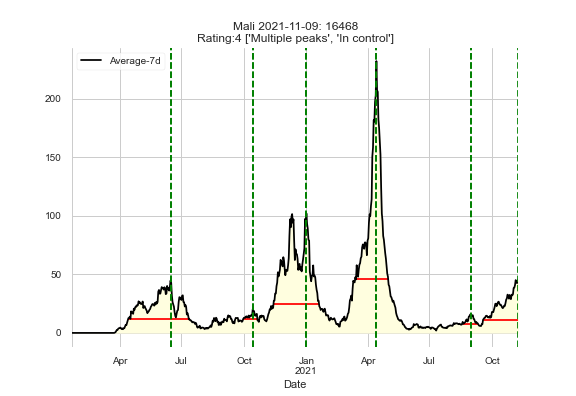 Mali 2021-11-09: 16468
Rating:4 ['Multiple peaks', 'In control']
Average-7d
200
150
100
50
0
Apr Jul Oct Jan Apr Jul Oct
2021
Date